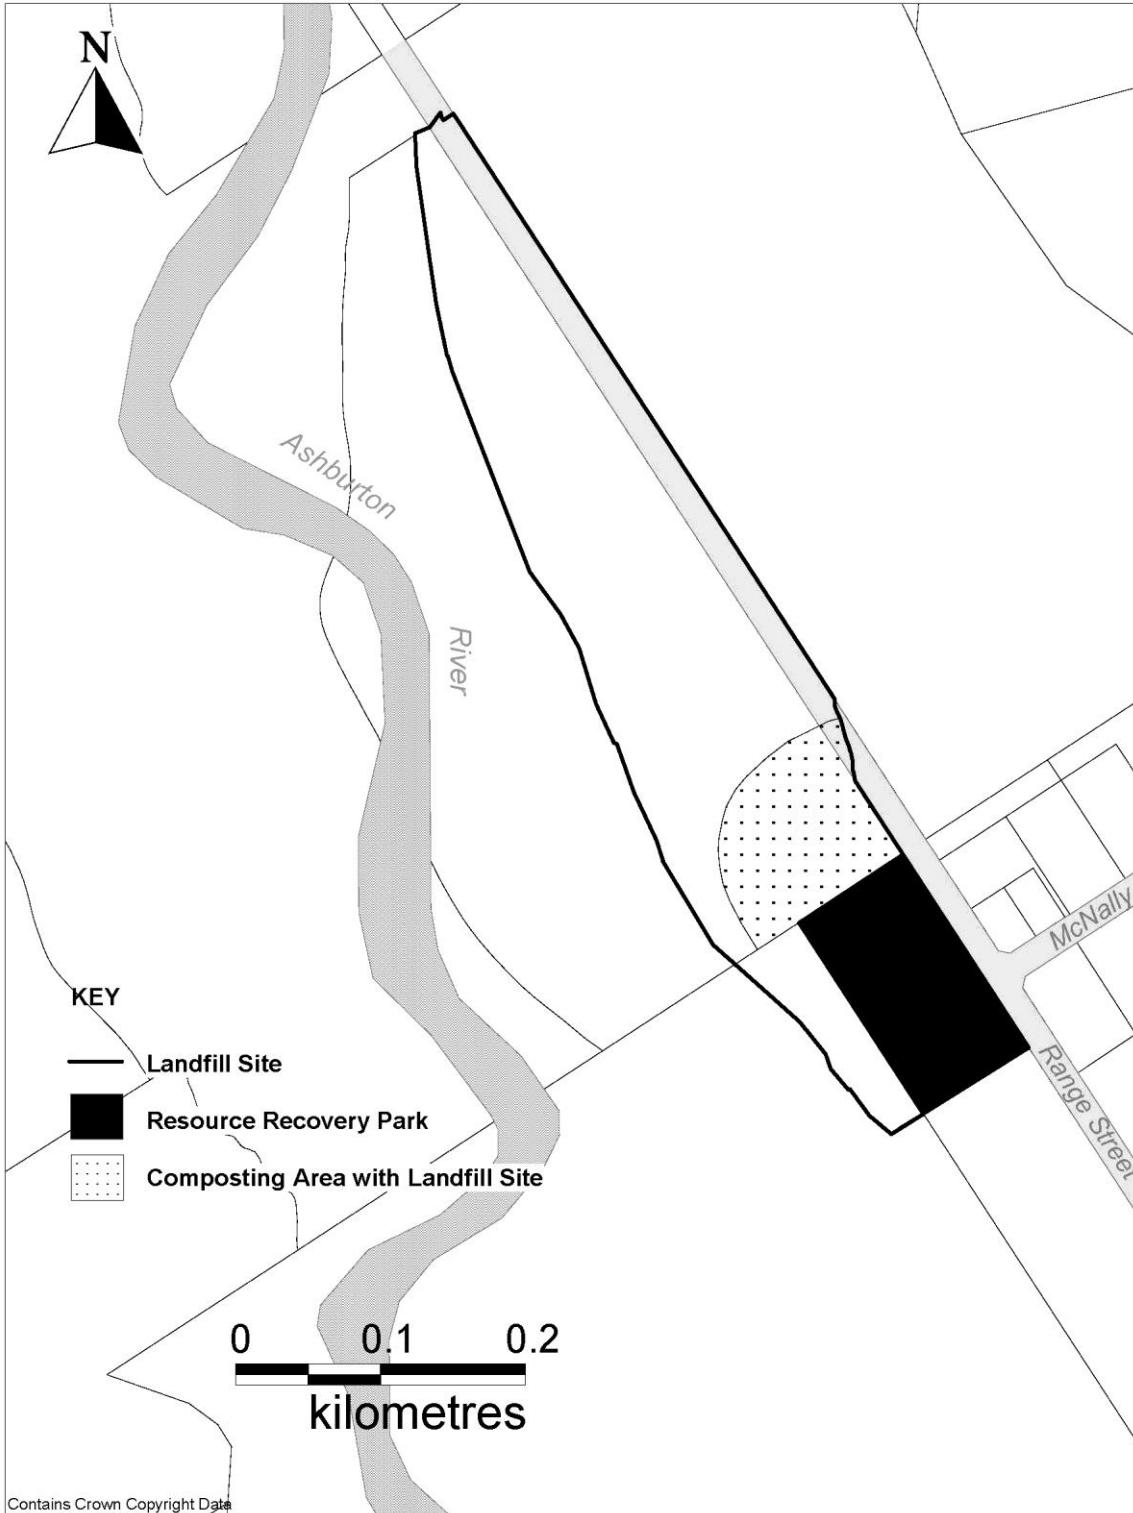 N
Ashburton
River
McNally
Range Street
KEY
Landfill Site
Resource Recovery Park
Composting Area with Landfill Site
0 0.1 0.2
kilometres
Contains Crown Copyright Data